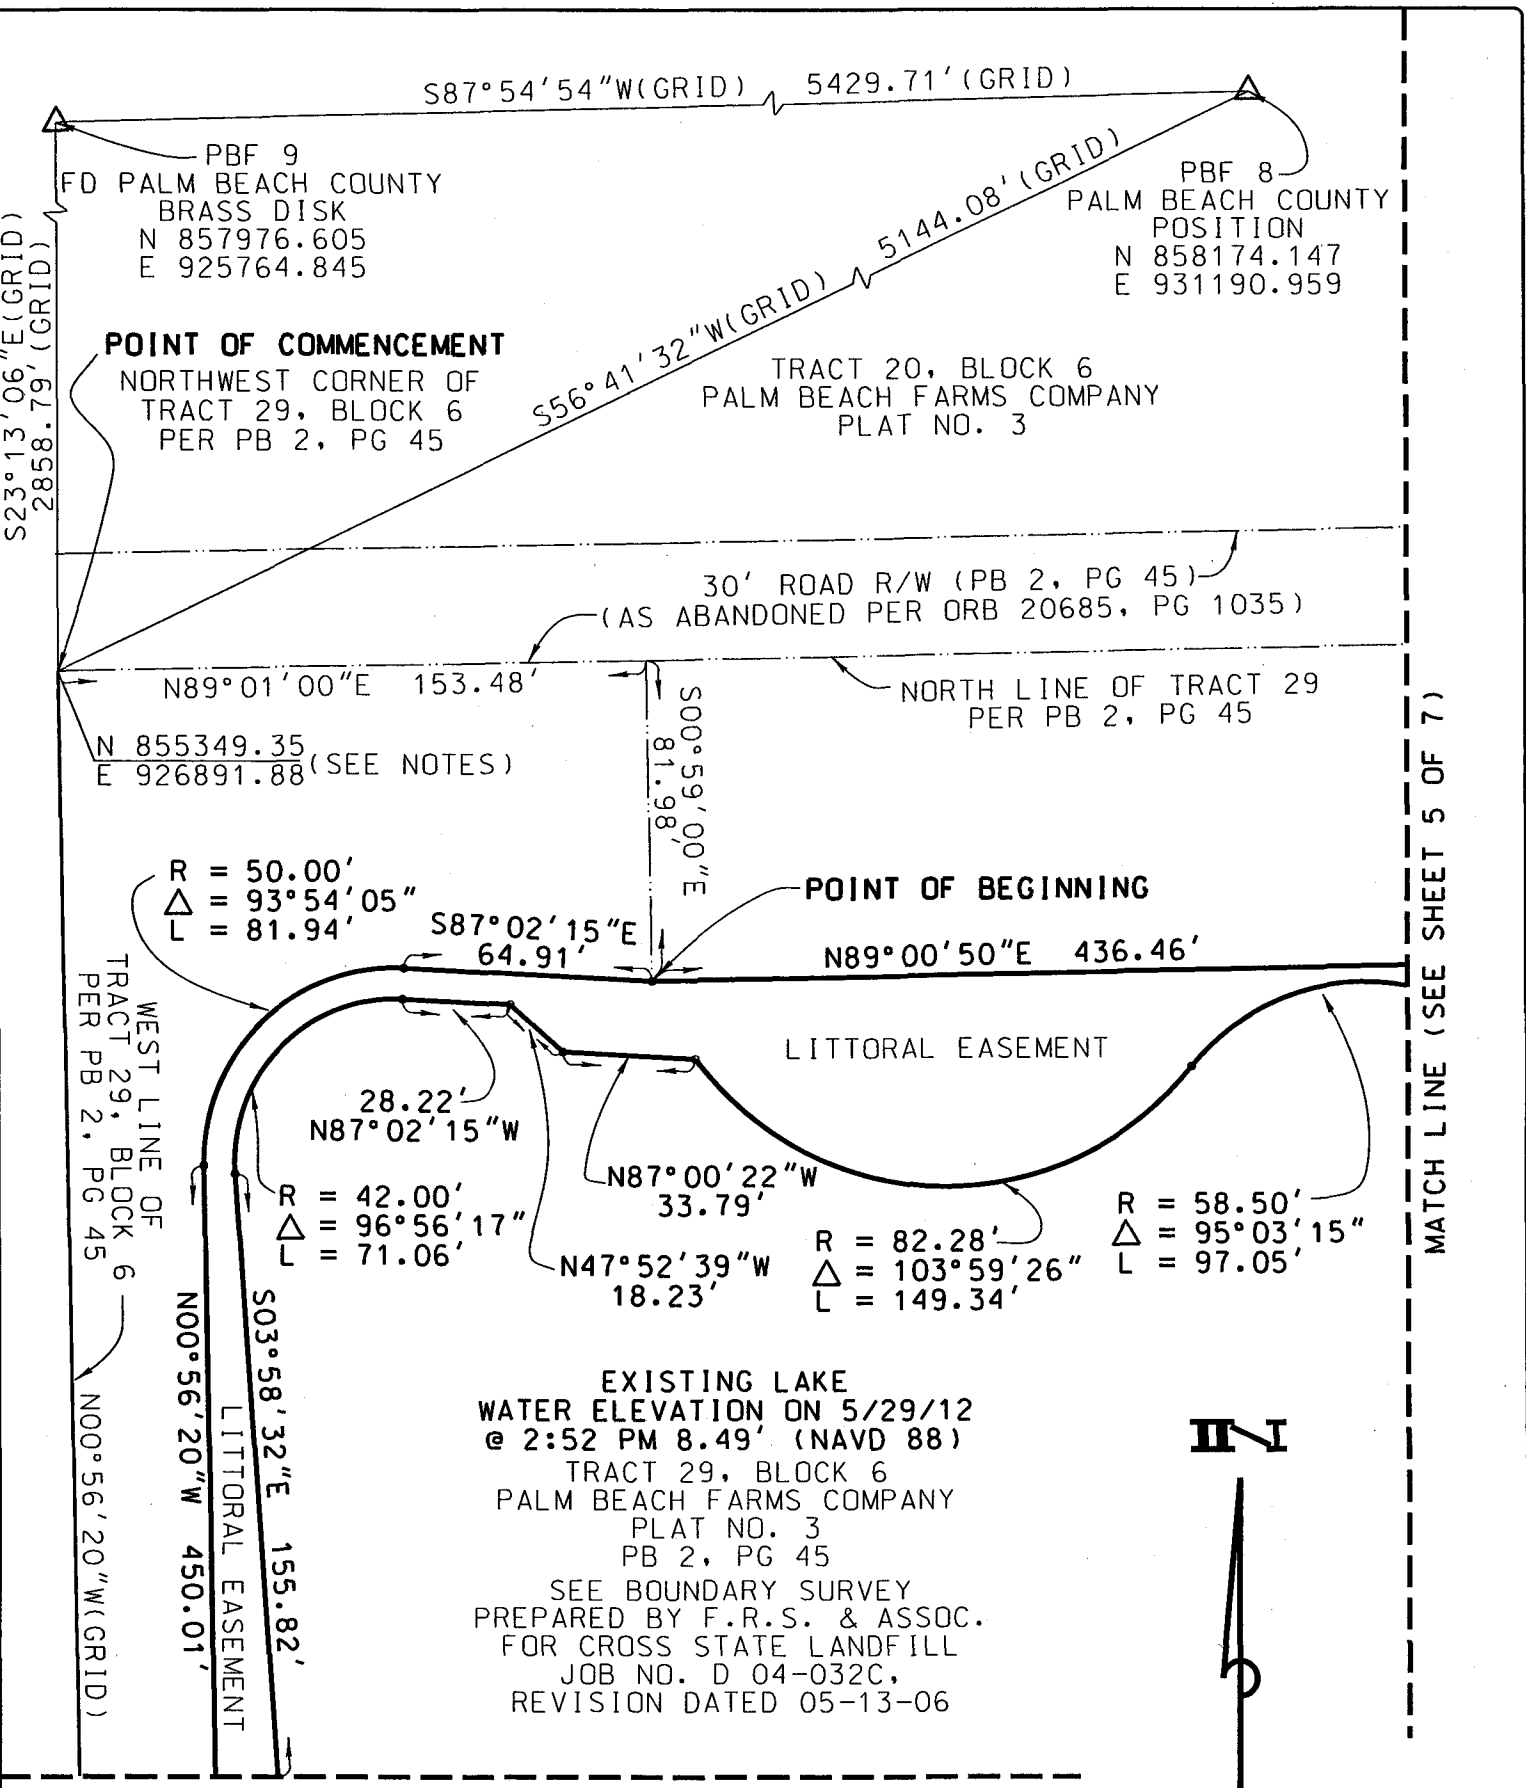 S87°54'54"W(GRID) 5429.71'(GRID)
PBF 9
FD PALM BEACH COUNTY
BRASS DISK
N 857976.605
E 925764.845
S23°13'06"E(GRID)
2858.79'(GRID)
S56°41'32"W(GRID) 5144.08'(GRID)
PBF 8
PALM BEACH COUNTY
POSITION
N 858174.147
E 931190.959
POINT OF COMMENCEMENT
NORTHWEST CORNER OF
TRACT 29, BLOCK 6
PER PB 2, PG 45
TRACT 20, BLOCK 6
PALM BEACH FARMS COMPANY
PLAT NO. 3
30' ROAD R/W (PB 2, PG 45)
(AS ABANDONED PER ORB 20685, PG 1035)
N89°01'00"E 153.48'
NORTH LINE OF TRACT 29
PER PB 2, PG 45
N 855349.35
E 926891.88
(SEE NOTES)
S00°59'00"E
81.98'
R = 50.00'
△ = 93°54'05"
L = 81.94'
S87°02'15"E
64.91'
POINT OF BEGINNING
N89°00'50"E 436.46'
MATCH LINE (SEE SHEET 5 OF 7)
WEST LINE OF
TRACT 29, BLOCK 6
PER PB 2, PG 45
LITTORAL EASEMENT
28.22'
N87°02'15"W
R = 42.00'
△ = 96°56'17"
L = 71.06'
N87°00'22"W
33.79'
N47°52'39"W
18.23'
R = 82.28'
△ = 103°59'26"
L = 149.34'
R = 58.50'
△ = 95°03'15"
L = 97.05'
N00°56'20"W(GRID)
N00°56'20"W 450.01'
LITTORAL EASEMENT
S03°58'32"E 155.82'
EXISTING LAKE
WATER ELEVATION ON 5/29/12
@ 2:52 PM 8.49' (NAVD 88)
TRACT 29, BLOCK 6
PALM BEACH FARMS COMPANY
PLAT NO. 3
PB 2, PG 45
SEE BOUNDARY SURVEY
PREPARED BY F.R.S. & ASSOC.
FOR CROSS STATE LANDFILL
JOB NO. D 04-032C,
REVISION DATED 05-13-06
N